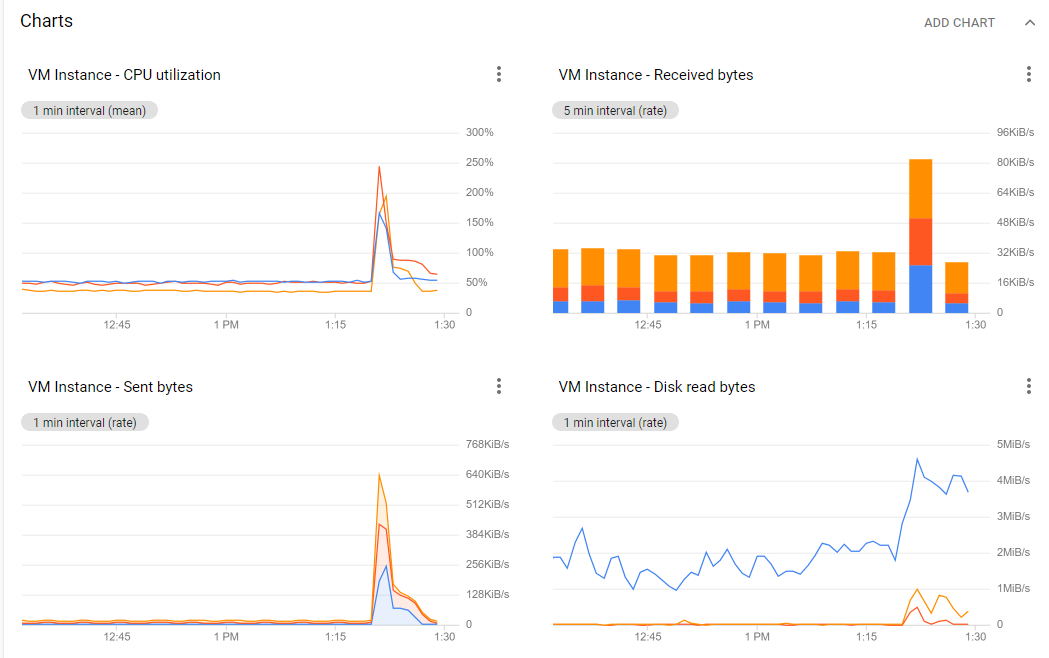 Charts
ADD CHART
VM Instance - CPU utilization
1 min interval (mean)
300%
250%
200%
150%
100%
50%
0
12:45
1 PM
1:15
1:30
VM Instance - Received bytes
5 min interval (rate)
96KiB/s
80KiB/s
64KiB/s
48KiB/s
32KiB/s
16KiB/s
0
12:45
1 PM
1:15
1:30
VM Instance - Sent bytes
1 min interval (rate)
768KiB/s
640KiB/s
512KiB/s
384KiB/s
256KiB/s
128KiB/s
0
12:45
1 PM
1:15
1:30
VM Instance - Disk read bytes
1 min interval (rate)
5MiB/s
4MiB/s
3MiB/s
2MiB/s
1MiB/s
0
12:45
1 PM
1:15
1:30